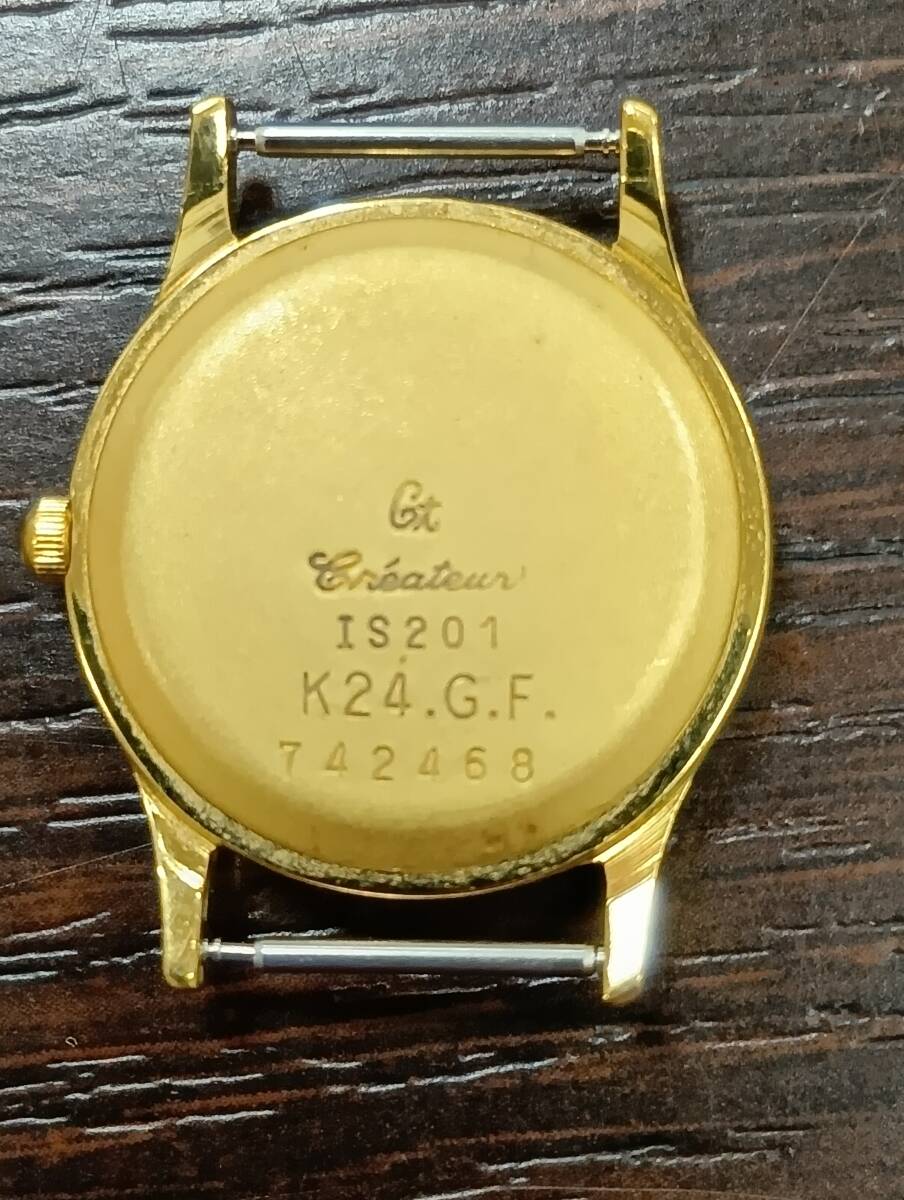 Ct
Créateur
IS201
K24.G.F.
742468